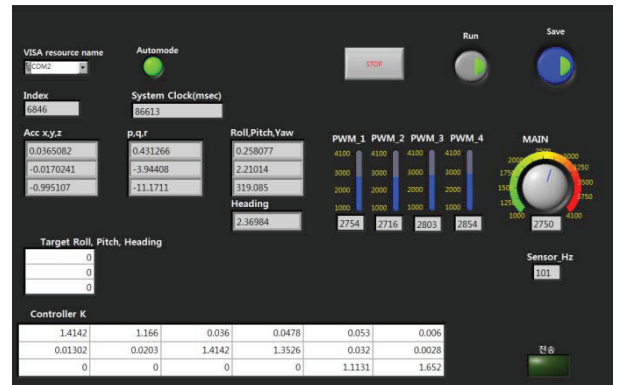 Run
Save
VISA resource name
Automode
COM2
STOP
Index
System Clock(msec)
6846
86613
Acc x,y,z
p,q,r
Roll,Pitch,Yaw
0.0365082
0.431266
0.258077
-0.0170241
-3.94408
2.21014
-0.995107
-11.1711
319.085
Heading
2.36984
PWM_1 PWM_2 PWM_3 PWM_4
4100 4100 4100 4100
3000 3000 3000 3000
2000 2000 2000 2000
1000 1000 1000 1000
2754 2716 2803 2854
MAIN
2500
2000
1750
3250
3500
3750
1000
4100
2750
Sensor_Hz
101
Target Roll, Pitch, Heading
0
0
0
Controller K
1.4142 1.166 0.036 0.0478 0.053 0.006
0.01302 0.0203 1.4142 1.3526 0.032 0.0028
0 0 0 0 1.1131 1.652
전송